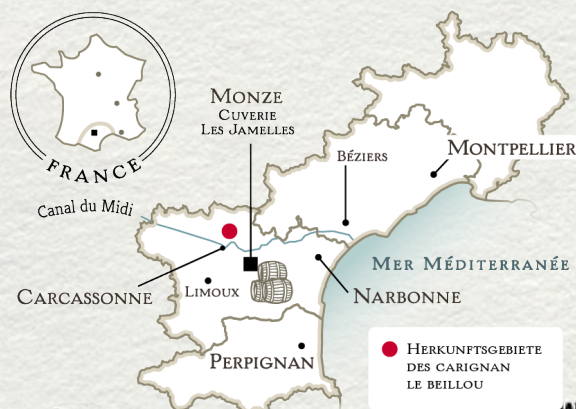 FRANCE
Canal du Midi
MONZE
CUVERIE
LES JAMELLES
BÉZIERS
MONTPELLIER
MER MÉDITERRANÉE
CARCASSONNE
LIMOUX
NARBONNE
PERPIGNAN
HERKUNFTSGEBIETE
DES CARIGNAN
LE BEILLOU